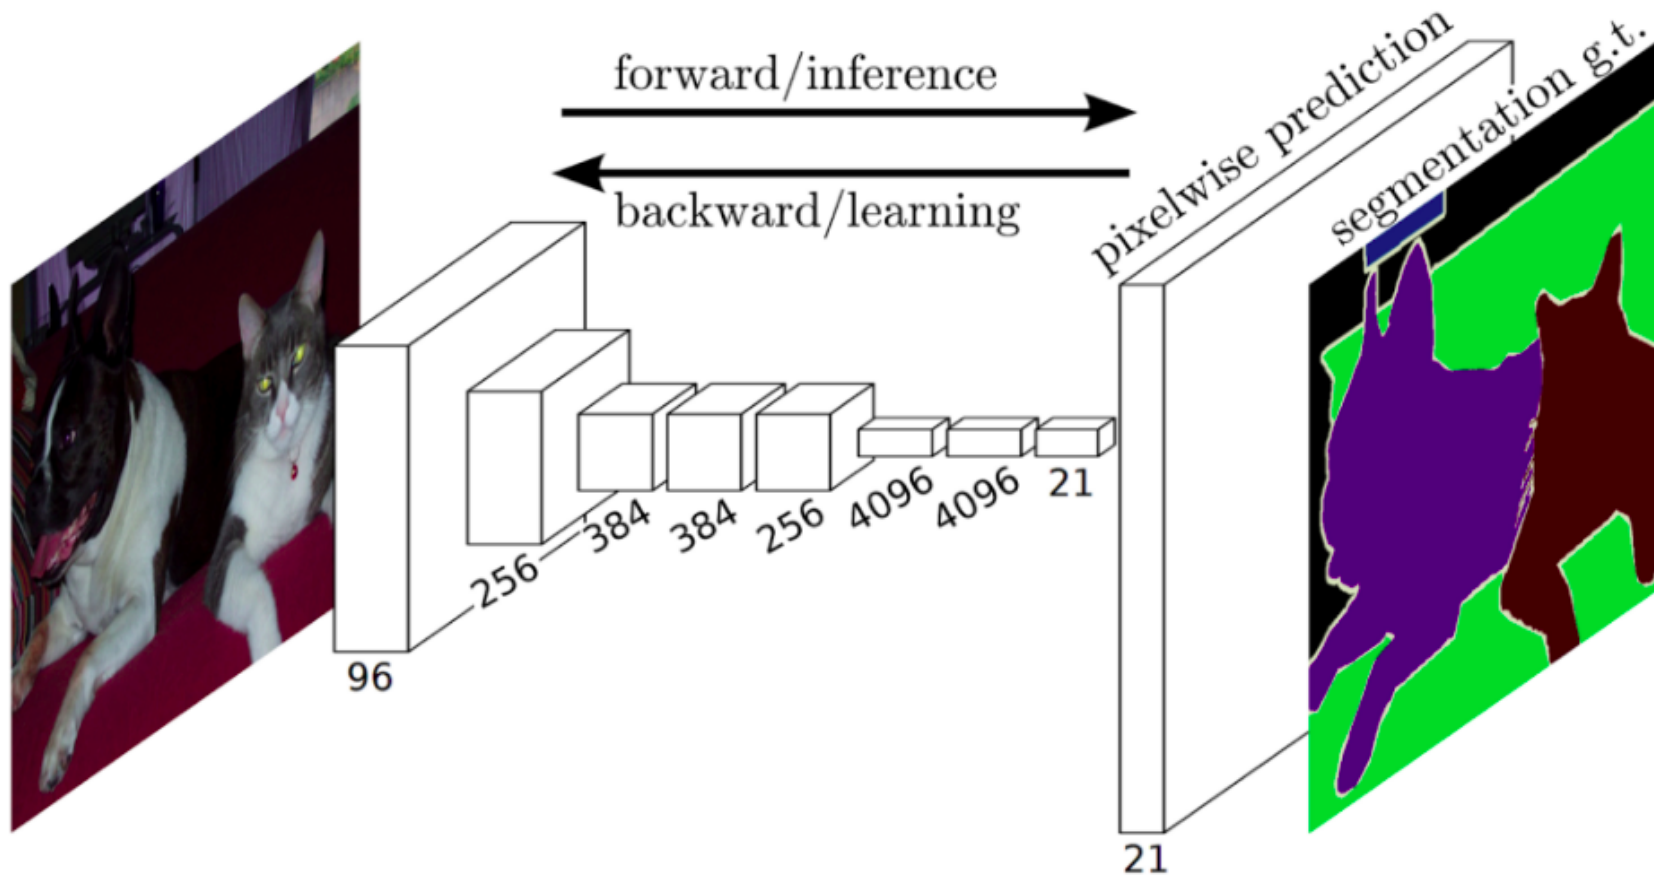 forward/inference
backward/learning
pixelwise prediction
segmentation g.t.
96
256
384
384
256
4096
4096
21
21